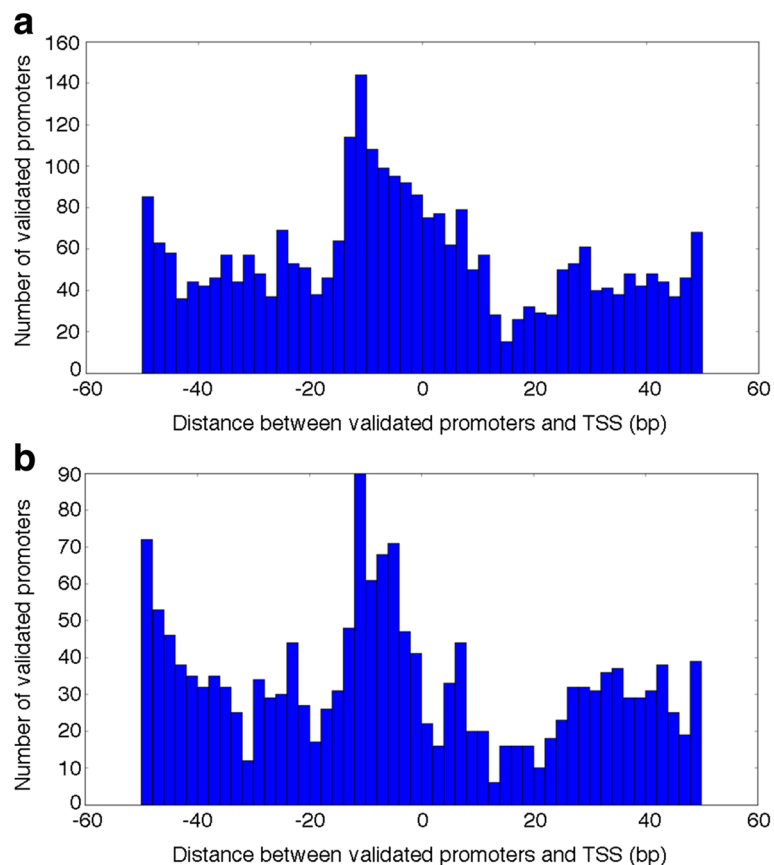 a
160
140
120
100
80
60
40
20
0
Number of validated promoters
-60 -40 -20 0 20 40 60
Distance between validated promoters and TSS (bp)
b
90
80
70
60
50
40
30
20
10
0
Number of validated promoters
-60 -40 -20 0 20 40 60
Distance between validated promoters and TSS (bp)